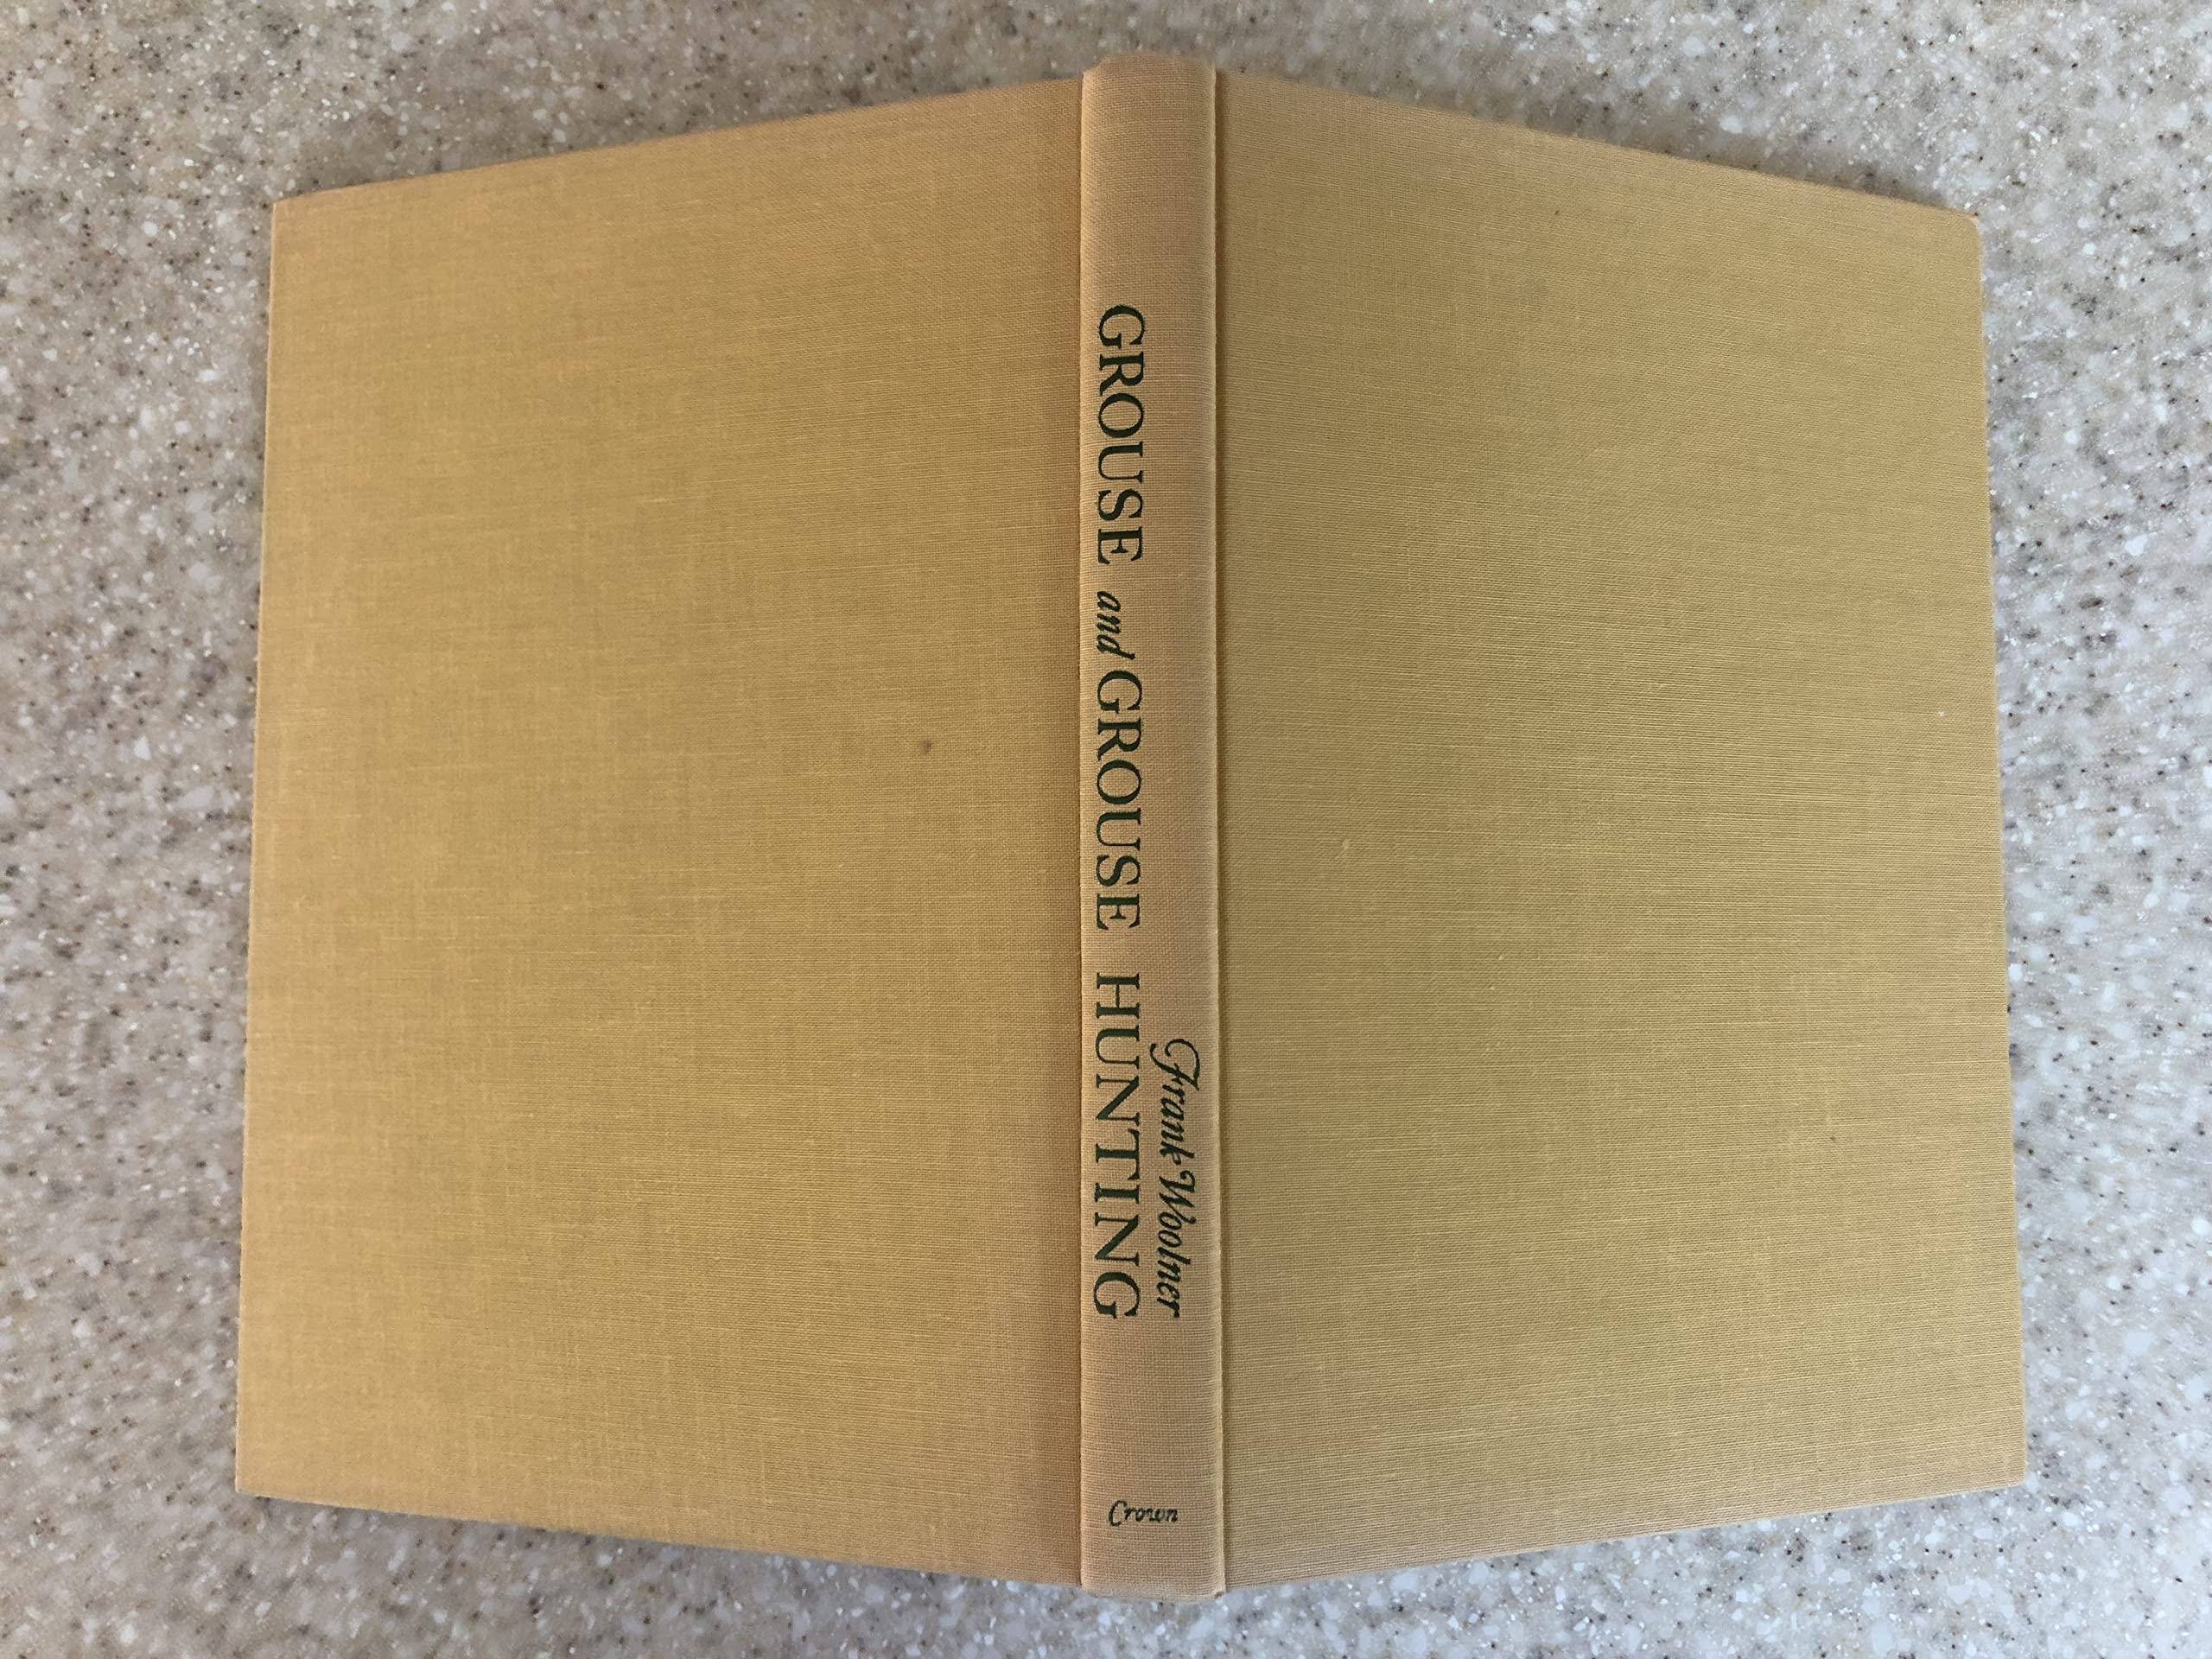 GROUSE and GROUSE HUNTING
Frank Woolner
Crown